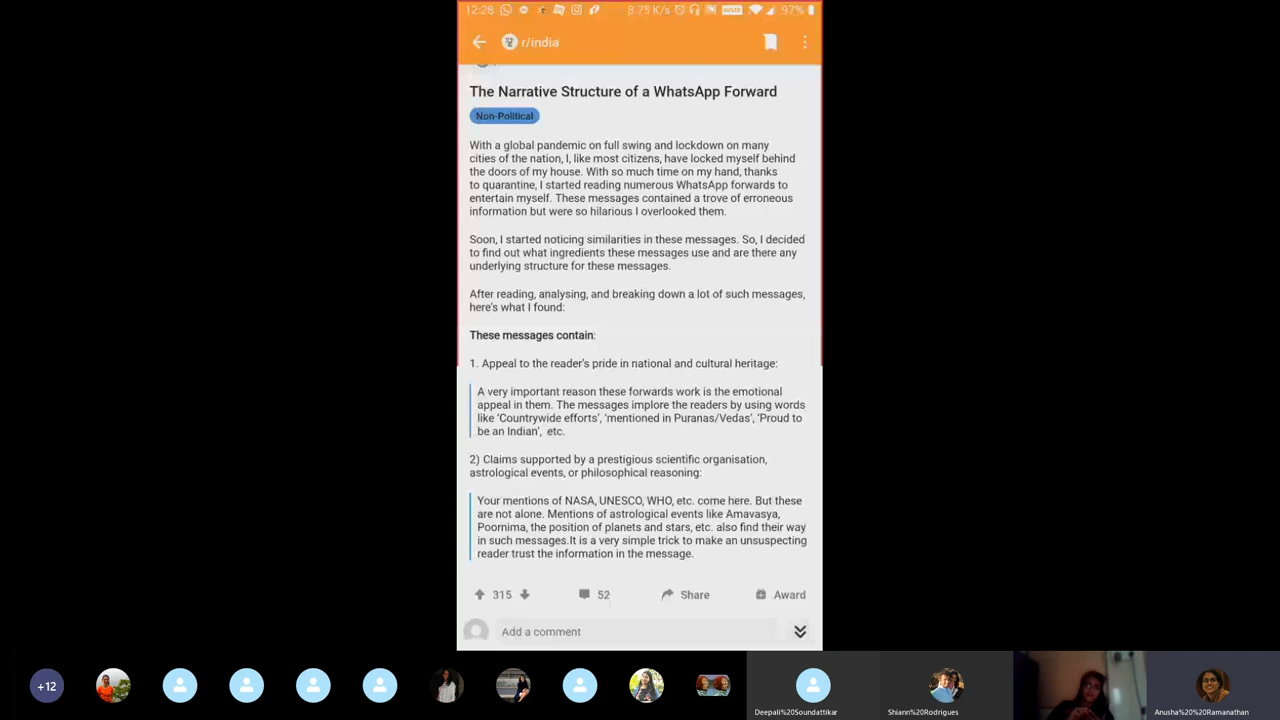 12:28
8.75 K/s
97%
r/india
The Narrative Structure of a WhatsApp Forward
Non-Political
With a global pandemic on full swing and lockdown on many
cities of the nation, I, like most citizens, have locked myself behind
the doors of my house. With so much time on my hand, thanks
to quarantine, I started reading numerous WhatsApp forwards to
entertain myself. These messages contained a trove of erroneous
information but were so hilarious I overlooked them.
Soon, I started noticing similarities in these messages. So, I decided
to find out what ingredients these messages use and are there any
underlying structure for these messages.
After reading, analysing, and breaking down a lot of such messages,
here's what I found:
These messages contain:
1. Appeal to the reader's pride in national and cultural heritage:
A very important reason these forwards work is the emotional
appeal in them. The messages implore the readers by using words
like 'Countrywide efforts', 'mentioned in Puranas/Vedas', 'Proud to
be an Indian', etc.
2) Claims supported by a prestigious scientific organisation,
astrological events, or philosophical reasoning:
Your mentions of NASA, UNESCO, WHO, etc. come here. But these
are not alone. Mentions of astrological events like Amavasya,
Poornima, the position of planets and stars, etc. also find their way
in such messages.It is a very simple trick to make an unsuspecting
reader trust the information in the message.
315
52
Share
Award
Add a comment
+12
Deepali%20Soundattikar
Shiann%20Rodrigues
Anusha%20%20Ramanathan